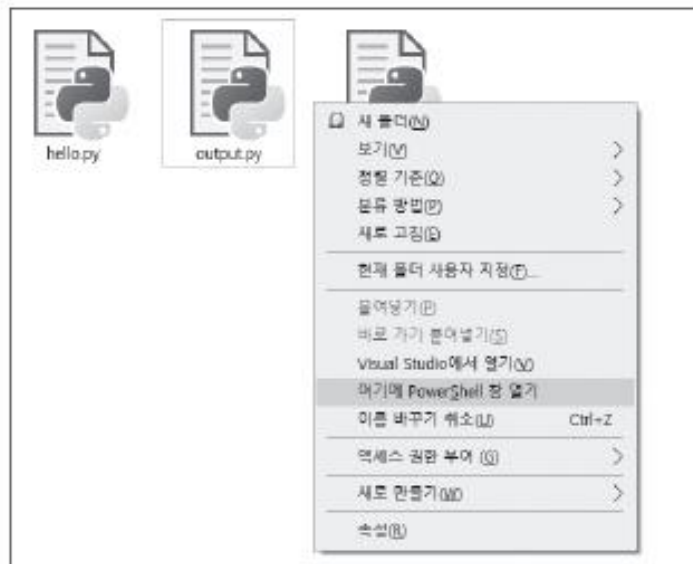 hello.py
output.py
새 폴더(N)
보기(V)
정렬 기준(O)
분류 방법(P)
새로 고침(E)
현재 폴더 사용자 지정(F)...
붙여넣기(P)
바로 가기 붙여넣기(S)
Visual Studio에서 열기(V)
여기에 PowerShell 창 열기
이름 바꾸기 취소(U) Ctrl+Z
액세스 권한 부여 (G)
새로 만들기(W)
속성(R)